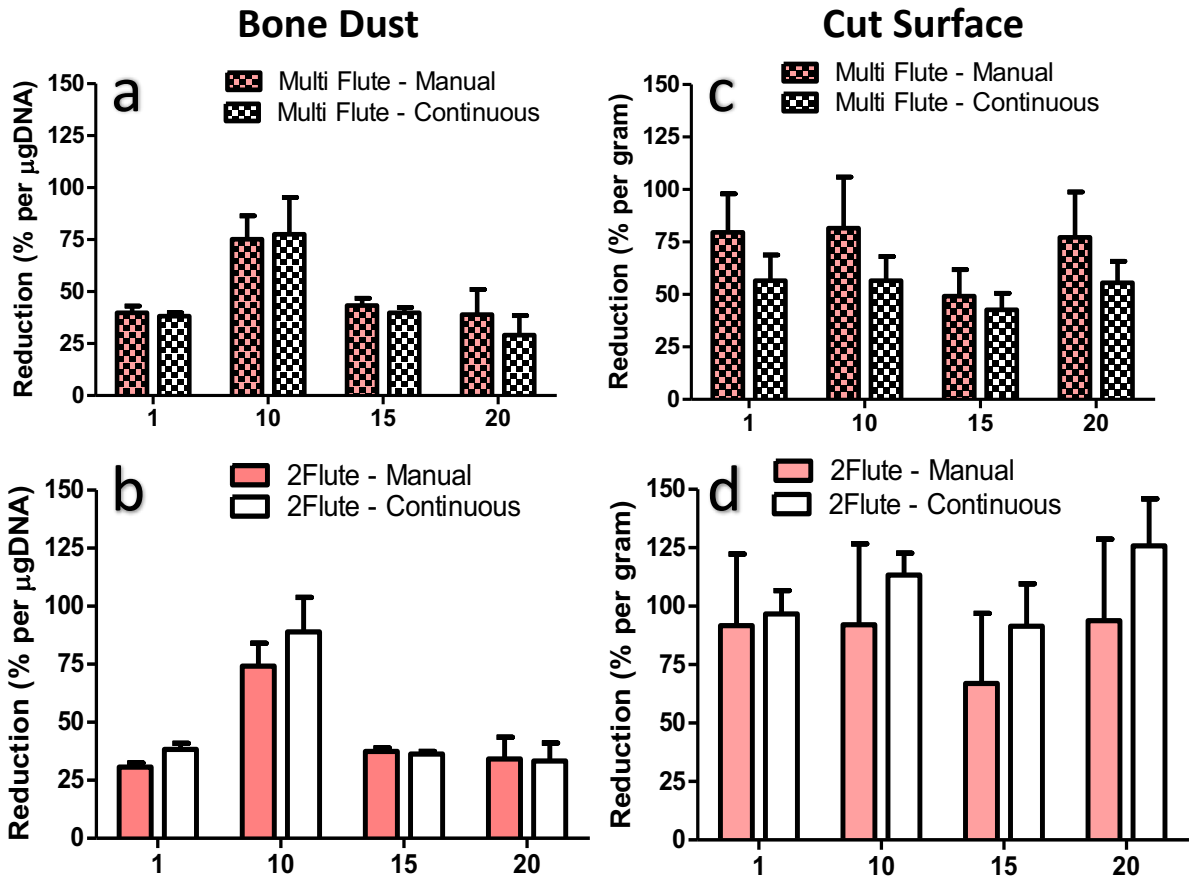 Bone Dust
Cut Surface
a
Multi Flute - Manual
Multi Flute - Continuous
Reduction (% per µgDNA)
150
125
100
75
50
25
0
1 10 15 20
c
Multi Flute - Manual
Multi Flute - Continuous
Reduction (% per gram)
150
125
100
75
50
25
0
1 10 15 20
b
2Flute - Manual
2Flute - Continuous
Reduction (% per µgDNA)
150
125
100
75
50
25
0
1 10 15 20
d
2Flute - Manual
2Flute - Continuous
Reduction (% per gram)
150
125
100
75
50
25
0
1 10 15 20